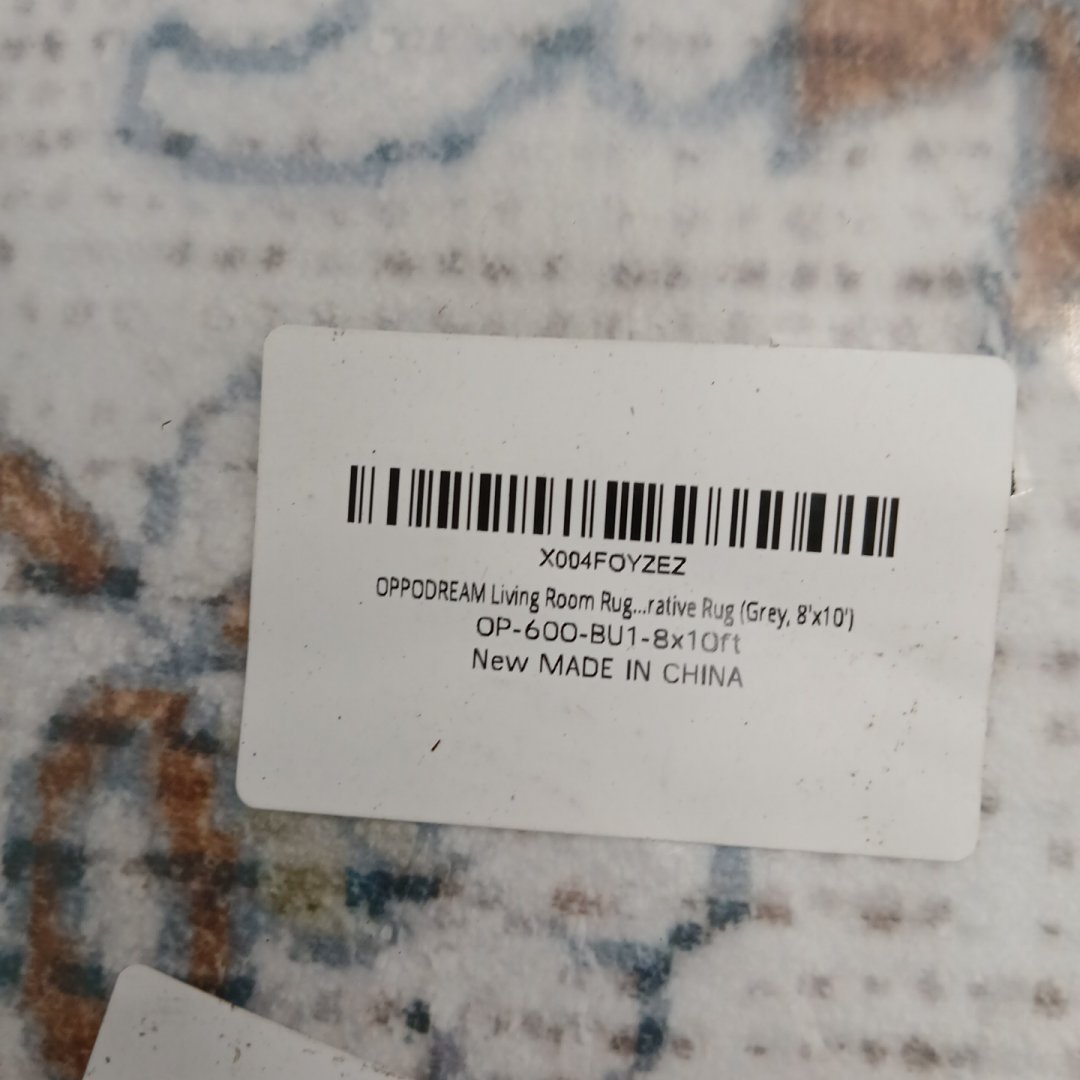 X004FOYZEZ
OPPODREAM Living Room Rug...rative Rug (Grey, 8'x10')
OP-600-BU1-8x10ft
New MADE IN CHINA